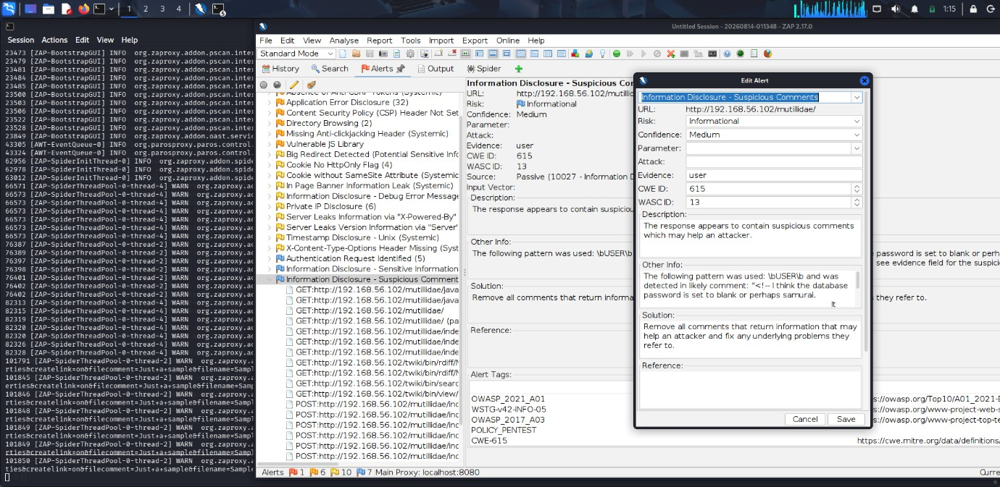 1 2 3 4
1:15
Session Actions Edit View Help
23473 [ZAP-BootstrapGUI] INFO org.zaproxy.addon.pscan.inter
23479 [ZAP-BootstrapGUI] INFO org.zaproxy.addon.pscan.inter
23481 [ZAP-BootstrapGUI] INFO org.zaproxy.addon.pscan.inter
23484 [ZAP-BootstrapGUI] INFO org.zaproxy.addon.pscan.inter
23485 [ZAP-BootstrapGUI] INFO org.zaproxy.addon.pscan.inter
23500 [ZAP-BootstrapGUI] INFO org.zaproxy.addon.pscan.inter
23503 [ZAP-BootstrapGUI] INFO org.zaproxy.addon.pscan.inter
23506 [ZAP-BootstrapGUI] INFO org.zaproxy.addon.pscan.inter
23522 [ZAP-BootstrapGUI] INFO org.zaproxy.addon.pscan.inter
23528 [ZAP-BootstrapGUI] INFO org.zaproxy.addon.pscan.inter
23849 [ZAP-BootstrapGUI] INFO org.zaproxy.addon.oast.servic
43305 [AWT-EventQueue-0] INFO org.parosproxy.paros.control.
43324 [AWT-EventQueue-0] INFO org.parosproxy.paros.control.
62956 [ZAP-SpiderInitThread-0] INFO org.zaproxy.addon.spide
62978 [ZAP-SpiderInitThread-0] INFO org.zaproxy.addon.spide
63012 [ZAP-SpiderInitThread-0] INFO org.zaproxy.addon.spide
66571 [ZAP-SpiderThreadPool-0-thread-4] WARN org.zaproxy.ad
66573 [ZAP-SpiderThreadPool-0-thread-4] WARN org.zaproxy.ad
66573 [ZAP-SpiderThreadPool-0-thread-4] WARN org.zaproxy.ad
66573 [ZAP-SpiderThreadPool-0-thread-4] WARN org.zaproxy.ad
66573 [ZAP-SpiderThreadPool-0-thread-4] WARN org.zaproxy.ad
76387 [ZAP-SpiderThreadPool-0-thread-2] WARN org.zaproxy.ad
76389 [ZAP-SpiderThreadPool-0-thread-2] WARN org.zaproxy.ad
76397 [ZAP-SpiderThreadPool-0-thread-2] WARN org.zaproxy.ad
76398 [ZAP-SpiderThreadPool-0-thread-2] WARN org.zaproxy.ad
76401 [ZAP-SpiderThreadPool-0-thread-2] WARN org.zaproxy.ad
76402 [ZAP-SpiderThreadPool-0-thread-2] WARN org.zaproxy.ad
76402 [ZAP-SpiderThreadPool-0-thread-2] WARN org.zaproxy.ad
82313 [ZAP-SpiderThreadPool-0-thread-4] WARN org.zaproxy.ad
82315 [ZAP-SpiderThreadPool-0-thread-4] WARN org.zaproxy.ad
82319 [ZAP-SpiderThreadPool-0-thread-4] WARN org.zaproxy.ad
82320 [ZAP-SpiderThreadPool-0-thread-4] WARN org.zaproxy.ad
82320 [ZAP-SpiderThreadPool-0-thread-4] WARN org.zaproxy.ad
82326 [ZAP-SpiderThreadPool-0-thread-4] WARN org.zaproxy.ad
82328 [ZAP-SpiderThreadPool-0-thread-4] WARN org.zaproxy.ad
101791 [ZAP-SpiderThreadPool-0-thread-2] WARN org.zaproxy.a
erties&createlink=on&filecomment=Just+a+sample&filename=Samp
101845 [ZAP-SpiderThreadPool-0-thread-2] WARN org.zaproxy.a
erties&createlink=on&filecomment=Just+a+sample&filename=Samp
101846 [ZAP-SpiderThreadPool-0-thread-2] WARN org.zaproxy.a
rties&createlink=on&filecomment=Just+a+sample&filename=Sampl
101848 [ZAP-SpiderThreadPool-0-thread-2] WARN org.zaproxy.a
rties&createlink=on&filecomment=Just+a+sample&filename=Sampl
101849 [ZAP-SpiderThreadPool-0-thread-2] WARN org.zaproxy.a
rties&createlink=on&filecomment=Just+a+sample&filename=Sampl
101849 [ZAP-SpiderThreadPool-0-thread-2] WARN org.zaproxy.a
rties&createlink=on&filecomment=Just+a+sample&filename=Sampl
101850 [ZAP-SpiderThreadPool-0-thread-2] WARN org.zaproxy.a
ties&createlink=on&filecomment=Just+a+sample&filename=Sample
Untitled Session - 20260814-011348 - ZAP 2.17.0
File Edit View Analyse Report Tools Import Export Online Help
Standard Mode
History Search Alerts Output Spider
Absence of Anti-CSRF Tokens (Systemic)
Application Error Disclosure (32)
Content Security Policy (CSP) Header Not Set
Directory Browsing (2)
Missing Anti-clickjacking Header (Systemic)
Vulnerable JS Library
Big Redirect Detected (Potential Sensitive Info
Cookie No HttpOnly Flag (4)
Cookie without SameSite Attribute (Systemic
In Page Banner Information Leak (Systemic)
Information Disclosure - Debug Error Message
Private IP Disclosure (6)
Server Leaks Information via "X-Powered-By"
Server Leaks Version Information via "Server"
Timestamp Disclosure - Unix (Systemic)
X-Content-Type-Options Header Missing (Syst
Authentication Request Identified (5)
Information Disclosure - Sensitive Information
Information Disclosure - Suspicious Comment
GET:http://192.168.56.102/mutillidae/java
GET:http://192.168.56.102/mutillidae/java
GET:http://192.168.56.102/mutillidae/
GET:http://192.168.56.102/mutillidae/ (pa
GET:http://192.168.56.102/mutillidae/inde
GET:http://192.168.56.102/mutillidae/inde
GET:http://192.168.56.102/mutillidae/inde
GET:http://192.168.56.102/twiki/bin/rdiff/M
GET:http://192.168.56.102/twiki/bin/rdiff/N
GET:http://192.168.56.102/twiki/bin/searc
GET:http://192.168.56.102/twiki/bin/view/
POST:http://192.168.56.102/mutillidae/inc
POST:http://192.168.56.102/mutillidae/inc
POST:http://192.168.56.102/mutillidae/inc
POST:http://192.168.56.102/mutillidae/inc
POST:http://192.168.56.102/mutillidae/inc
POST:http://192.168.56.102/mutillidae/inc
Information Disclosure - Suspicious Co
URL: http://192.168.56.102/mutillid
Risk: Informational
Confidence: Medium
Parameter:
Attack:
Evidence: user
CWE ID: 615
WASC ID: 13
Source: Passive (10027 - Information D
Input Vector:
Description:
The response appears to contain suspiciou
Other Info:
The following pattern was used: \bUSER\b
e password is set to blank or perh
see evidence field for the suspici
Solution:
Remove all comments that return informa
s they refer to.
Reference:
Alert Tags:
OWASP_2021_A01
s://owasp.org/Top10/A01_2021-E
WSTG-v42-INFO-05
s://owasp.org/www-project-web-s
OWASP_2017_A03
s://owasp.org/www-project-top-te
POLICY_PENTEST
CWE-615
https://cwe.mitre.org/data/definitions/
Edit Alert
Information Disclosure - Suspicious Comments
URL: http://192.168.56.102/mutillidae/
Risk: Informational
Confidence: Medium
Parameter:
Attack:
Evidence: user
CWE ID: 615
WASC ID: 13
Description:
The response appears to contain suspicious comments
which may help an attacker.
Other Info:
The following pattern was used: \bUSER\b and was
detected in likely comment: "<!-- I think the database
password is set to blank or perhaps samurai.
It
Solution:
Remove all comments that return information that may
help an attacker and fix any underlying problems they
refer to.
Reference:
Cancel Save
Alerts 1 6 10 7 Main Proxy: localhost:8080
Curre